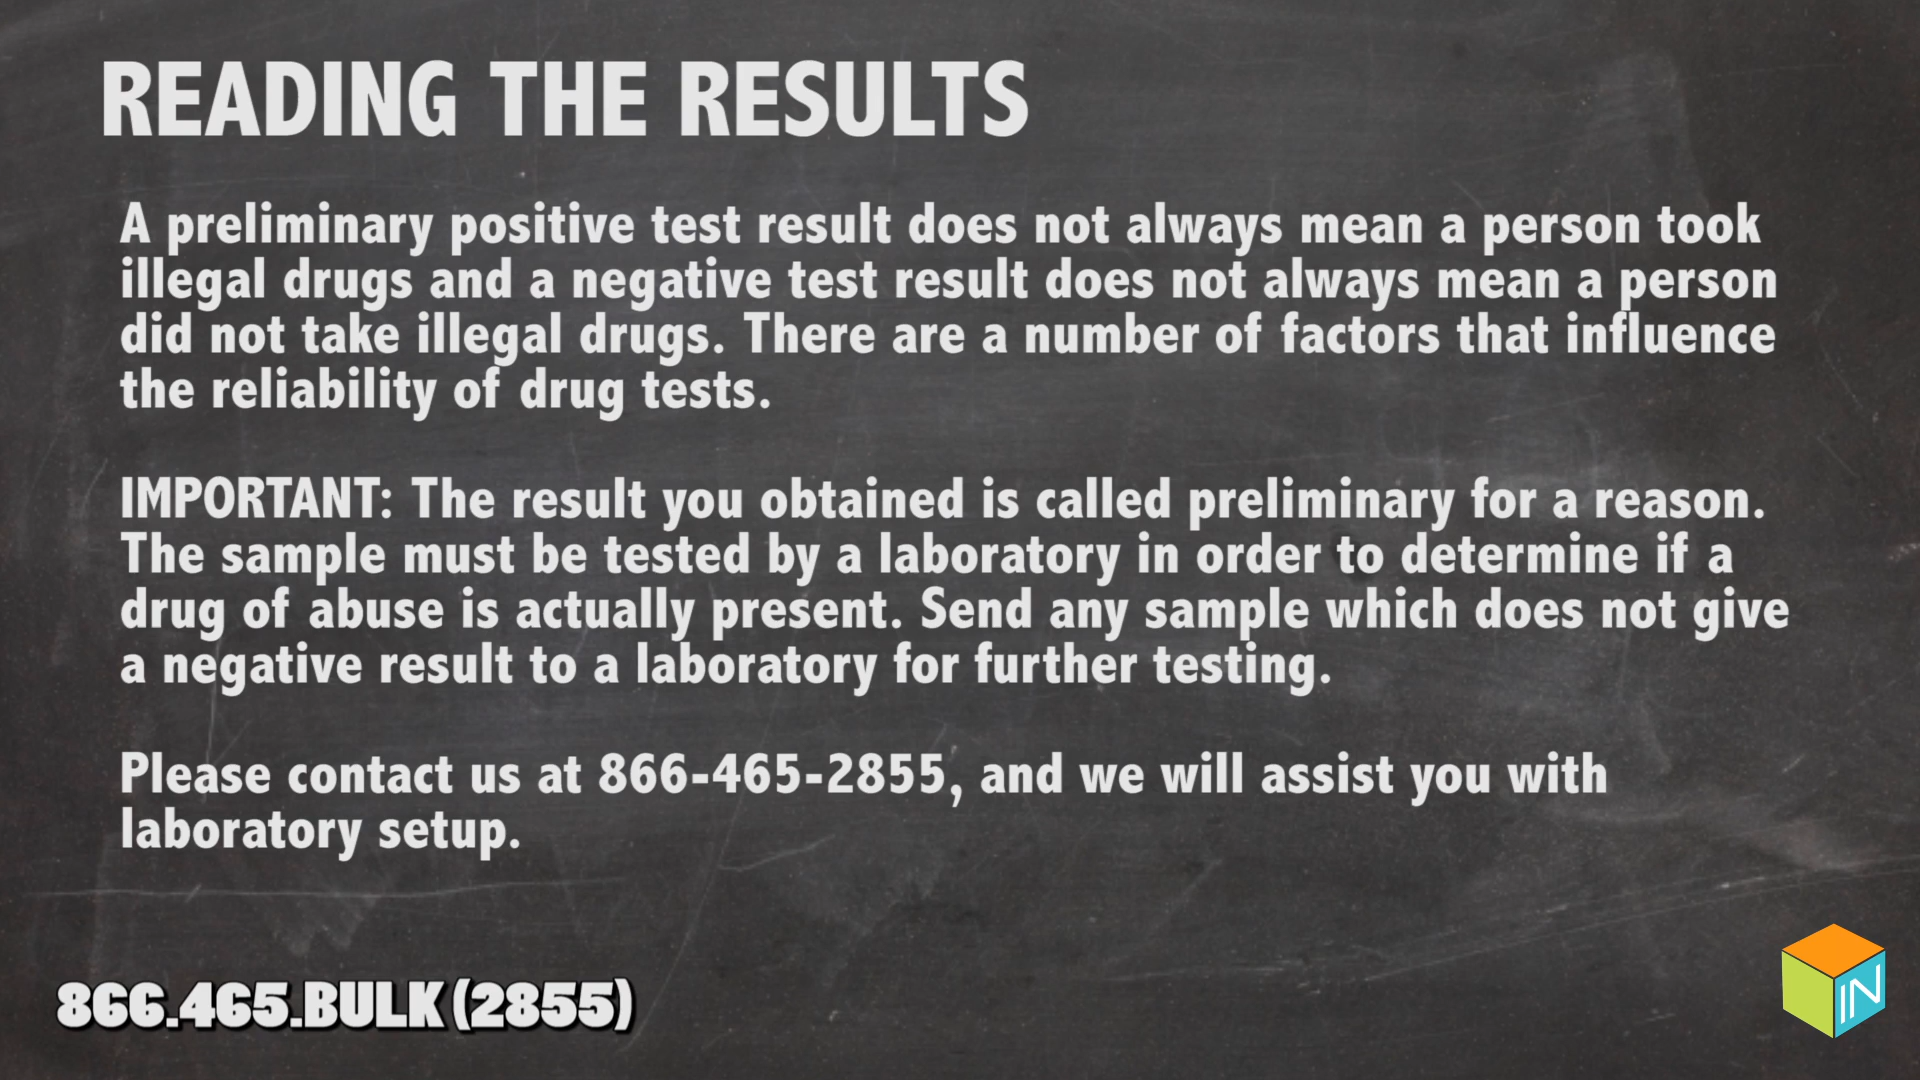 READING THE RESULTS
A preliminary positive test result does not always mean a person took
illegal drugs and a negative test result does not always mean a person
did not take illegal drugs. There are a number of factors that influence
the reliability of drug tests.
IMPORTANT: The result you obtained is called preliminary for a reason.
The sample must be tested by a laboratory in order to determine if a
drug of abuse is actually present. Send any sample which does not give
a negative result to a laboratory for further testing.
Please contact us at 866-465-2855, and we will assist you with
laboratory setup.
866.465.BULK (2855)
IN